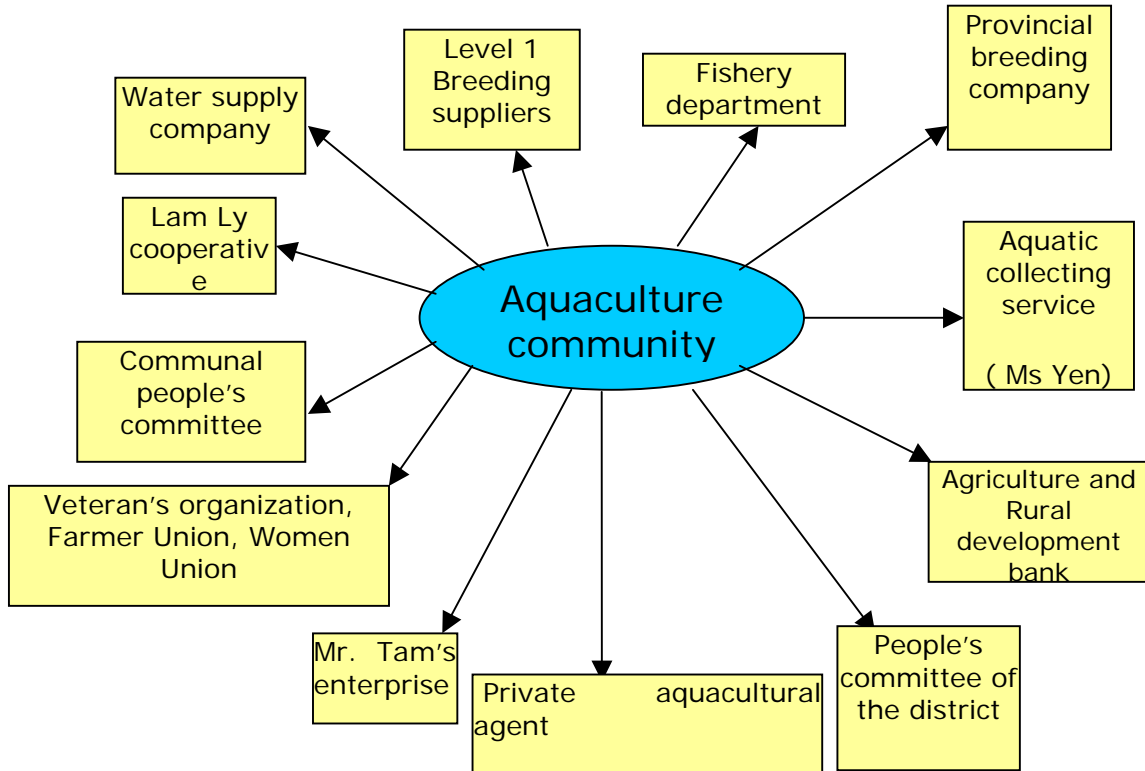 Provincial
breeding
company
Level 1
Breeding
suppliers
Fishery
department
Water supply
company
Lam Ly
cooperativ
e
Aquatic
collecting
service
( Ms Yen)
Aquaculture
community
Communal
people's
committee
Agriculture and
Rural
development
bank
Veteran's organization,
Farmer Union, Women
Union
Mr. Tam's
enterprise
Private aquacultural
agent
People's
committee of
the district